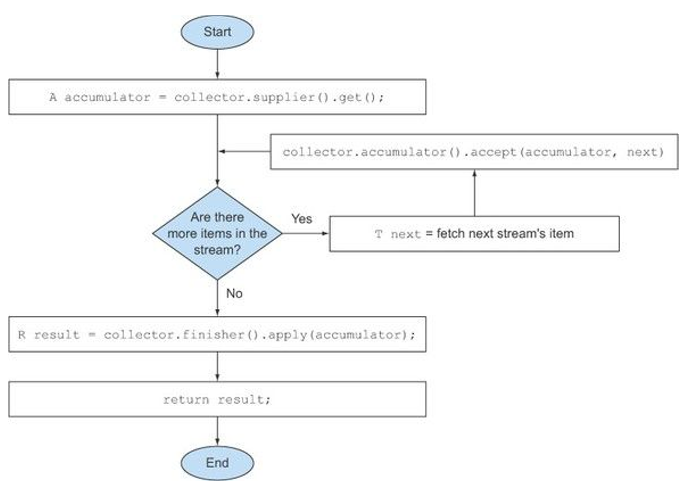 Start
A accumulator = collector.supplier().get();
collector.accumulator().accept(accumulator, next)
Are there
more items in the
stream?
Yes
T next = fetch next stream's item
No
R result = collector.finisher().apply(accumulator);
return result;
End